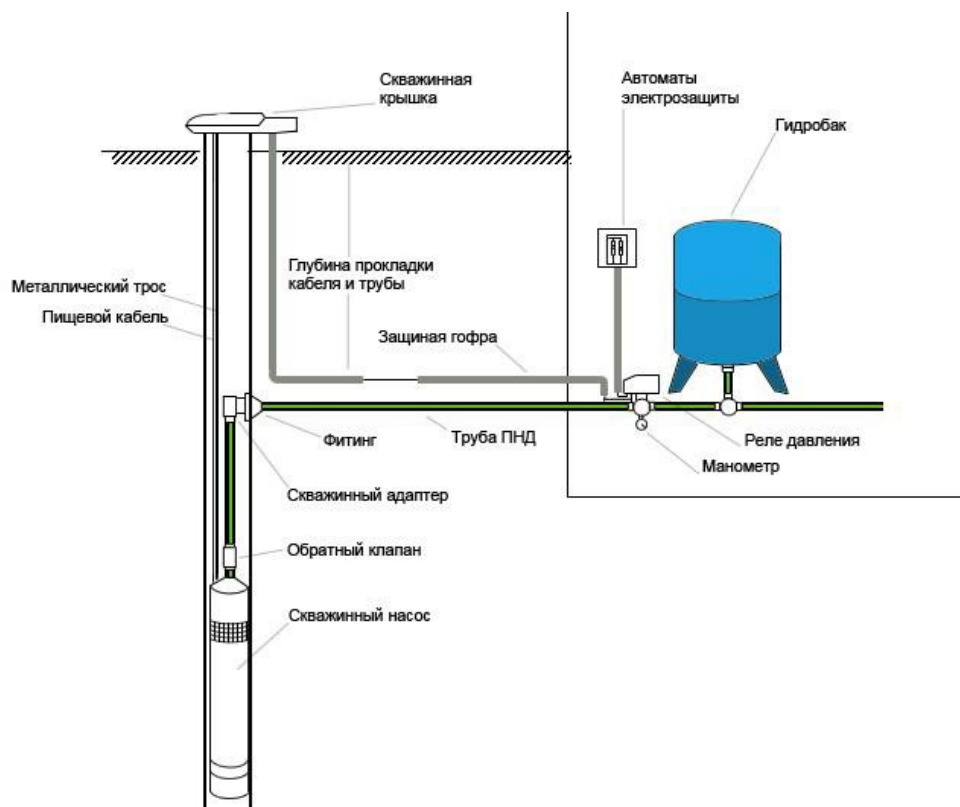 Скважинная
крышка
Автоматы
электрозащиты
Гидробак
Глубина прокладки
кабеля и трубы
Металлический трос
Пищевой кабель
Защиная гофра
Фитинг
Труба ПНД
Реле давления
Манометр
Скважинный адаптер
Обратный клапан
Скважинный насос